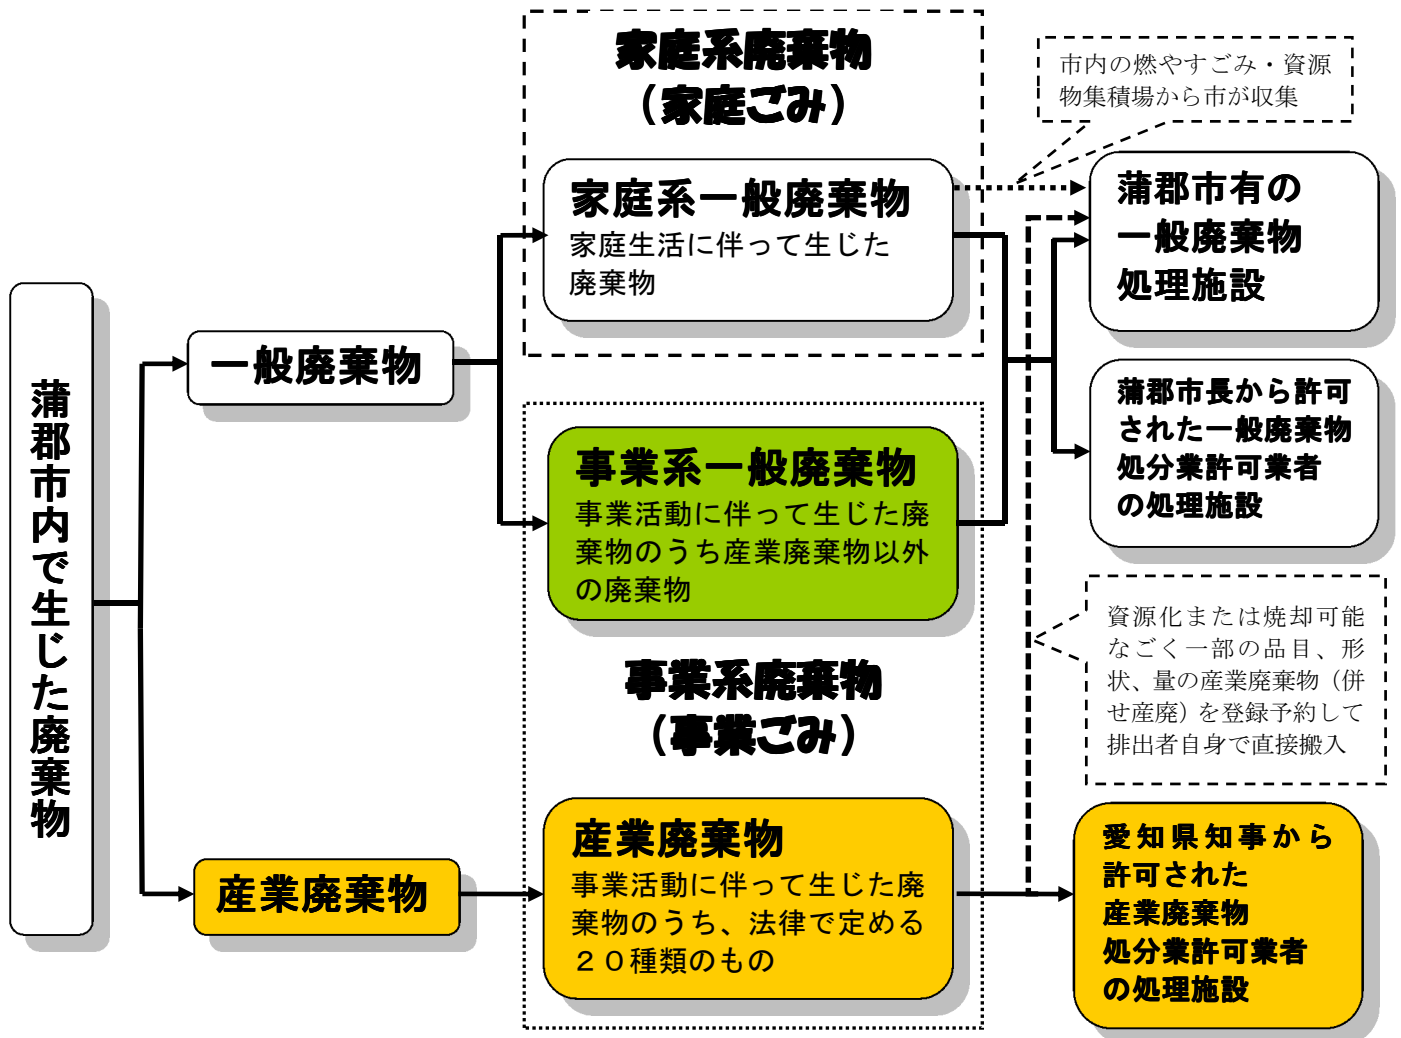 蒲郡市内で生じた廃棄物
一般廃棄物
産業廃棄物
家庭系廃棄物
（家庭ごみ）
家庭系一般廃棄物
家庭生活に伴って生じた
廃棄物
事業系一般廃棄物
事業活動に伴って生じた廃
棄物のうち産業廃棄物以外
の廃棄物
事業系廃棄物
（事業ごみ）
産業廃棄物
事業活動に伴って生じた廃
棄物のうち、法律で定める
２０種類のもの
市内の燃やすごみ・資源
物集積場から市が収集
蒲郡市有の
一般廃棄物
処理施設
蒲郡市長から許可
された一般廃棄物
処分業許可業者
の処理施設
資源化または焼却可能
なごく一部の品目、形
状、量の産業廃棄物（併
せ産廃）を登録予約して
排出者自身で直接搬入
愛知県知事から
許可された
産業廃棄物
処分業許可業者
の処理施設